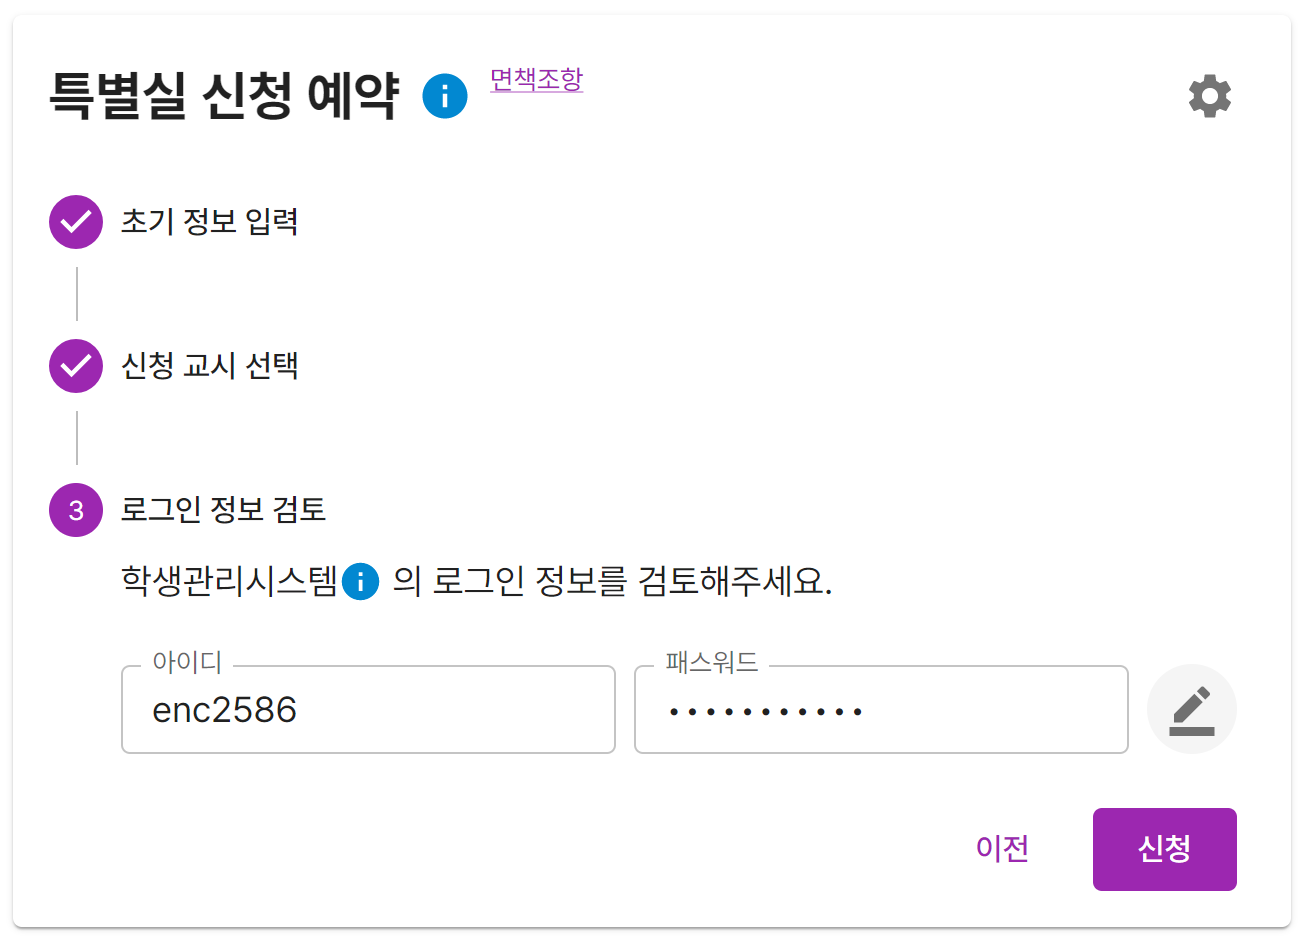 특별실 신청 예약 i 면책조항
초기 정보 입력
신청 교시 선택
3 로그인 정보 검토
학생관리시스템 i 의 로그인 정보를 검토해주세요.
아이디 패스워드
enc2586 •••••••••••
이전 신청